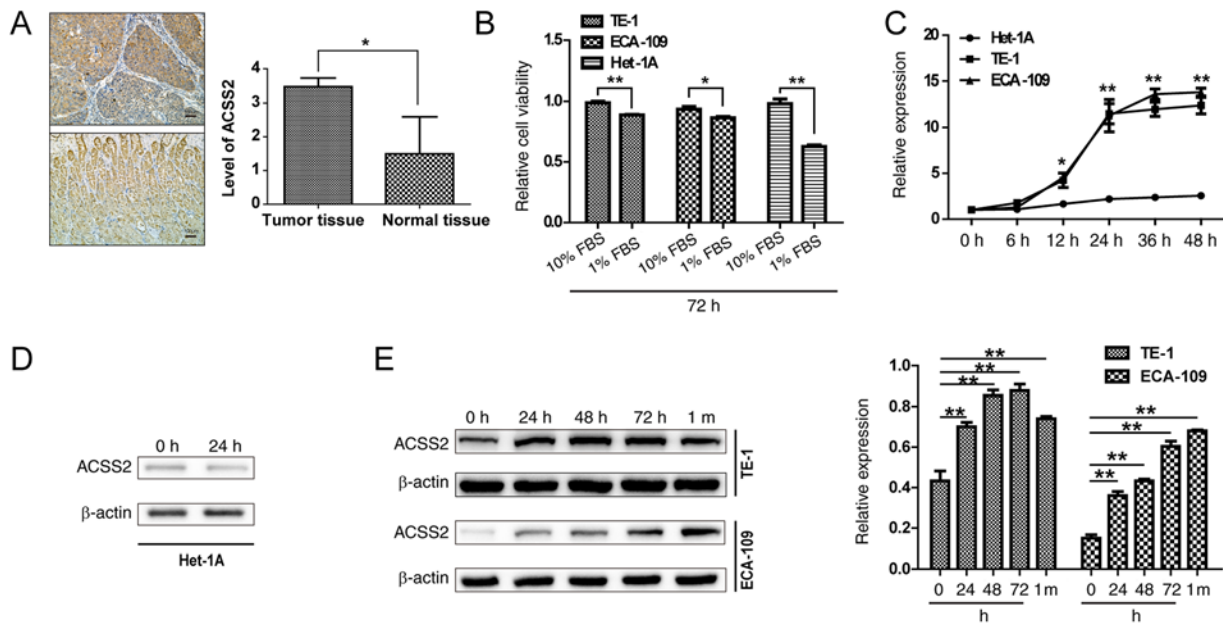 A
Level of ACSS2
4
3
2
1
0
*
Tumor tissue
Normal tissue
B
TE-1
ECA-109
Het-1A
Relative cell viability
1.5
1.0
0.5
0.0
**
*
**
10% FBS
1% FBS
10% FBS
1% FBS
10% FBS
1% FBS
72 h
C
Het-1A
TE-1
ECA-109
Relative expression
20
15
10
5
0
*
**
**
**
0 h
6 h
12 h
24 h
36 h
48 h
D
0 h 24 h
ACSS2
β-actin
Het-1A
E
0 h 24 h 48 h 72 h 1 m
ACSS2
β-actin
TE-1
ACSS2
β-actin
ECA-109
TE-1
ECA-109
Relative expression
1.0
0.8
0.6
0.4
0.2
0.0
**
**
**
**
**
**
**
**
0 24 48 72 1m
h
0 24 48 72 1m
h